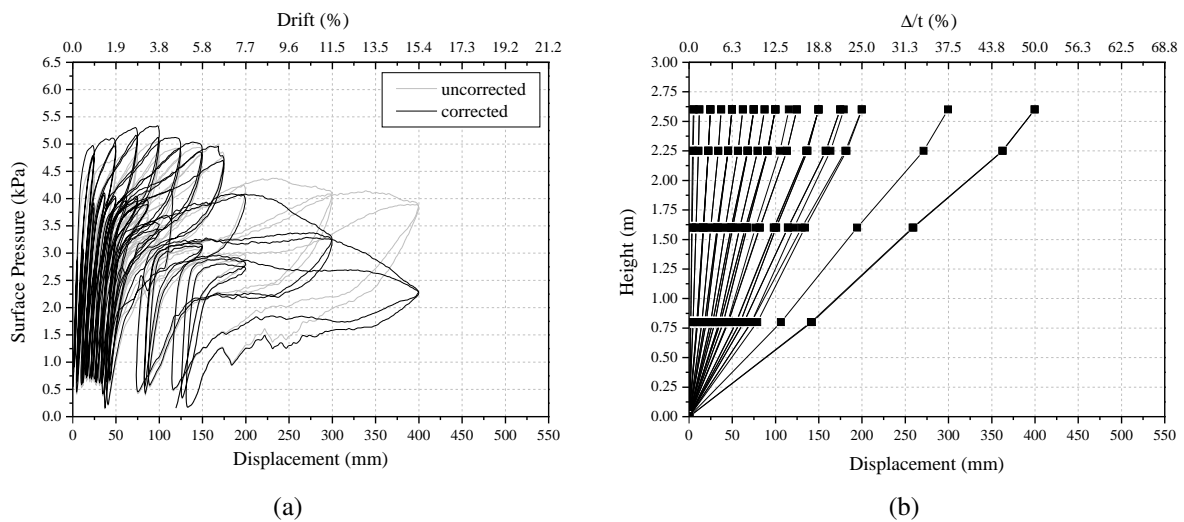 Drift (%)
0.0 1.9 3.8 5.8 7.7 9.6 11.5 13.5 15.4 17.3 19.2 21.2
6.5
6.0
5.5
5.0
4.5
4.0
3.5
3.0
2.5
2.0
1.5
1.0
0.5
0.0
Surface Pressure (kPa)
uncorrected
corrected
0 50 100 150 200 250 300 350 400 450 500 550
Displacement (mm)
(a)
Δ/t (%)
0.0 6.3 12.5 18.8 25.0 31.3 37.5 43.8 50.0 56.3 62.5 68.8
3.00
2.75
2.50
2.25
2.00
1.75
1.50
1.25
1.00
0.75
0.50
0.25
0.00
Height (m)
0 50 100 150 200 250 300 350 400 450 500 550
Displacement (mm)
(b)